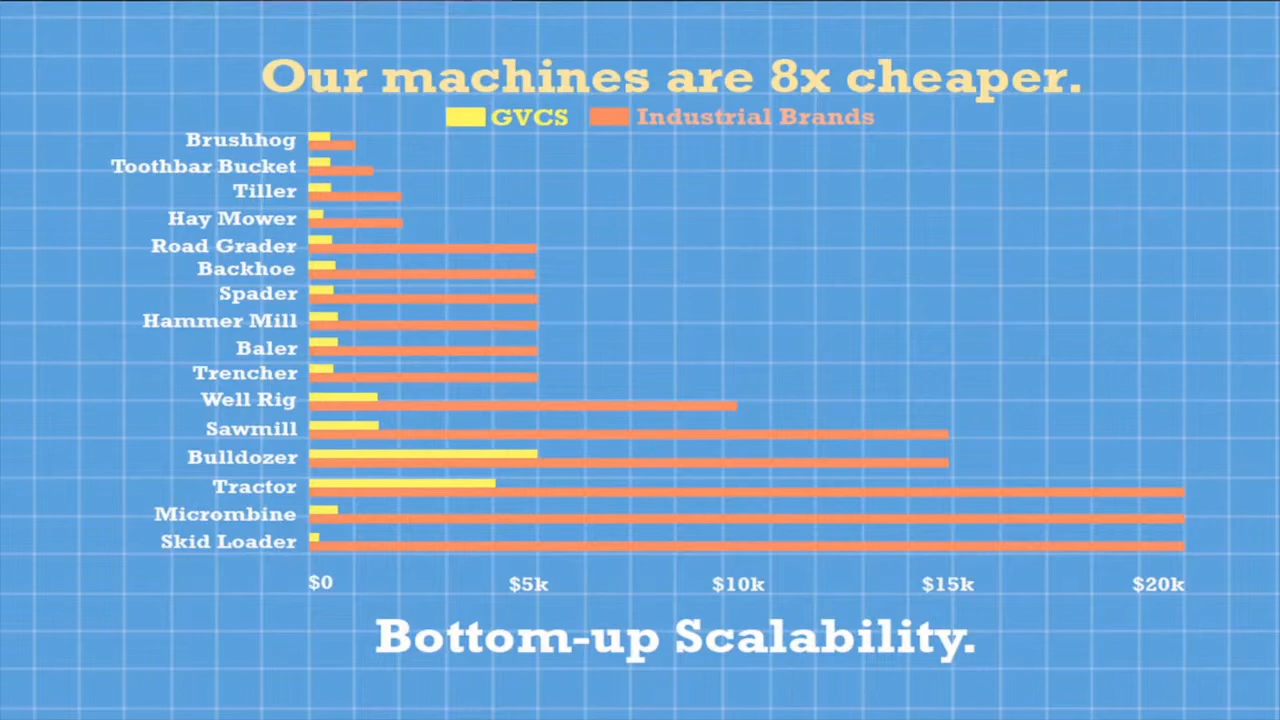 Our machines are 8x cheaper.
GVCS Industrial Brands
Brushhog
Toothbar Bucket
Tiller
Hay Mower
Road Grader
Backhoe
Spader
Hammer Mill
Baler
Trencher
Well Rig
Sawmill
Bulldozer
Tractor
Micrombine
Skid Loader
$0 $5k $10k $15k $20k
Bottom-up Scalability.